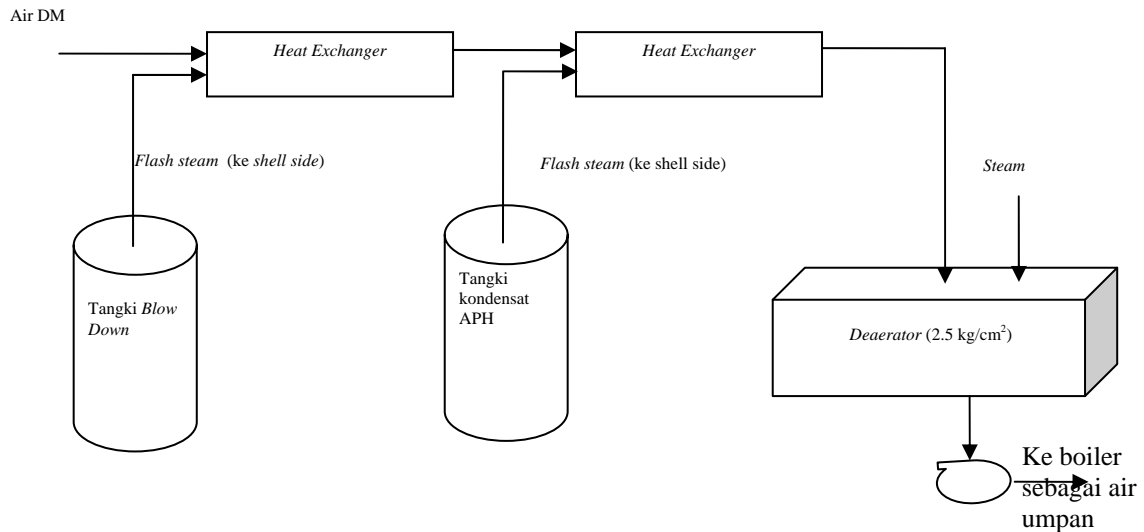 Air DM
Heat Exchanger
Heat Exchanger
Flash steam (ke shell side)
Flash steam (ke shell side)
Steam
Tangki Blow
Down
Tangki
kondensat
APH
Deaerator (2.5 kg/cm²)
Ke boiler
sebagai air
umpan